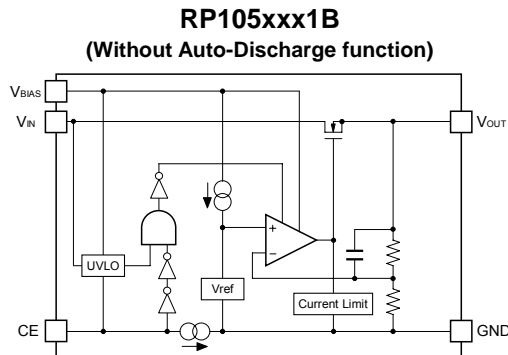 RP105xxx1B
(Without Auto-Discharge function)
VBIAS
VIN
VOUT
+
−
UVLO
Vref
Current Limit
CE
GND